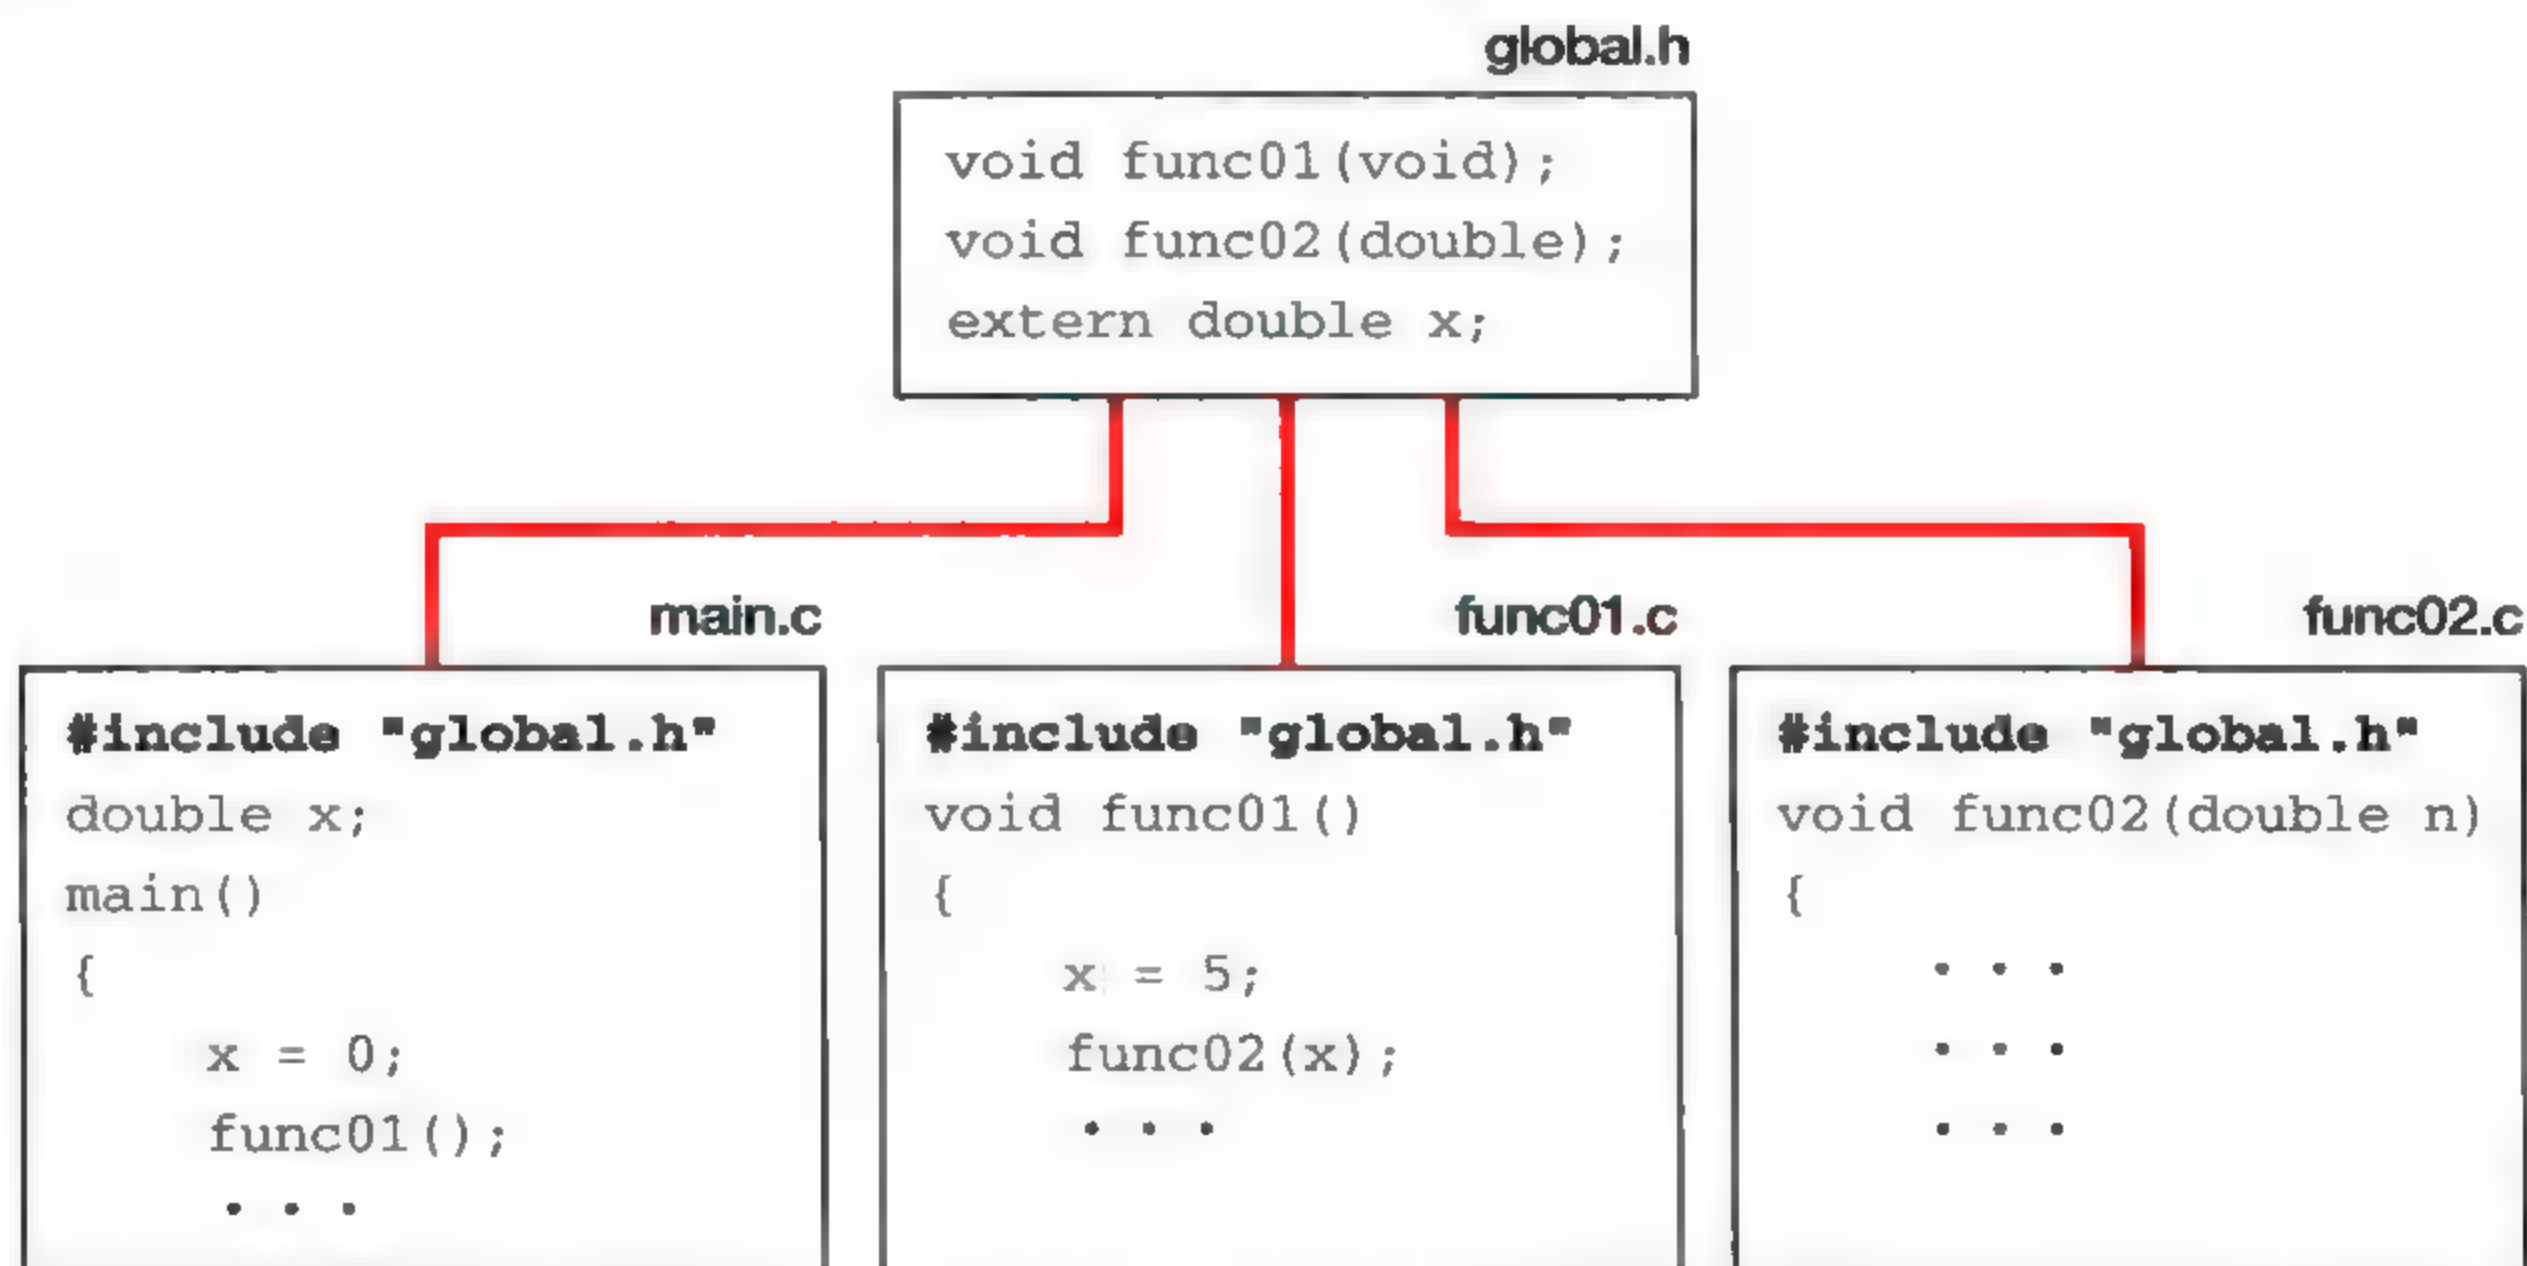 global.h
void func01(void);
void func02(double);
extern double x;
main.c
#include "global.h"
double x;
main()
{
x = 0;
func01();
. . .
func01.c
#include "global.h"
void func01()
{
x = 5;
func02(x);
. . .
func02.c
#include "global.h"
void func02(double n)
{
. . .
. . .
. . .